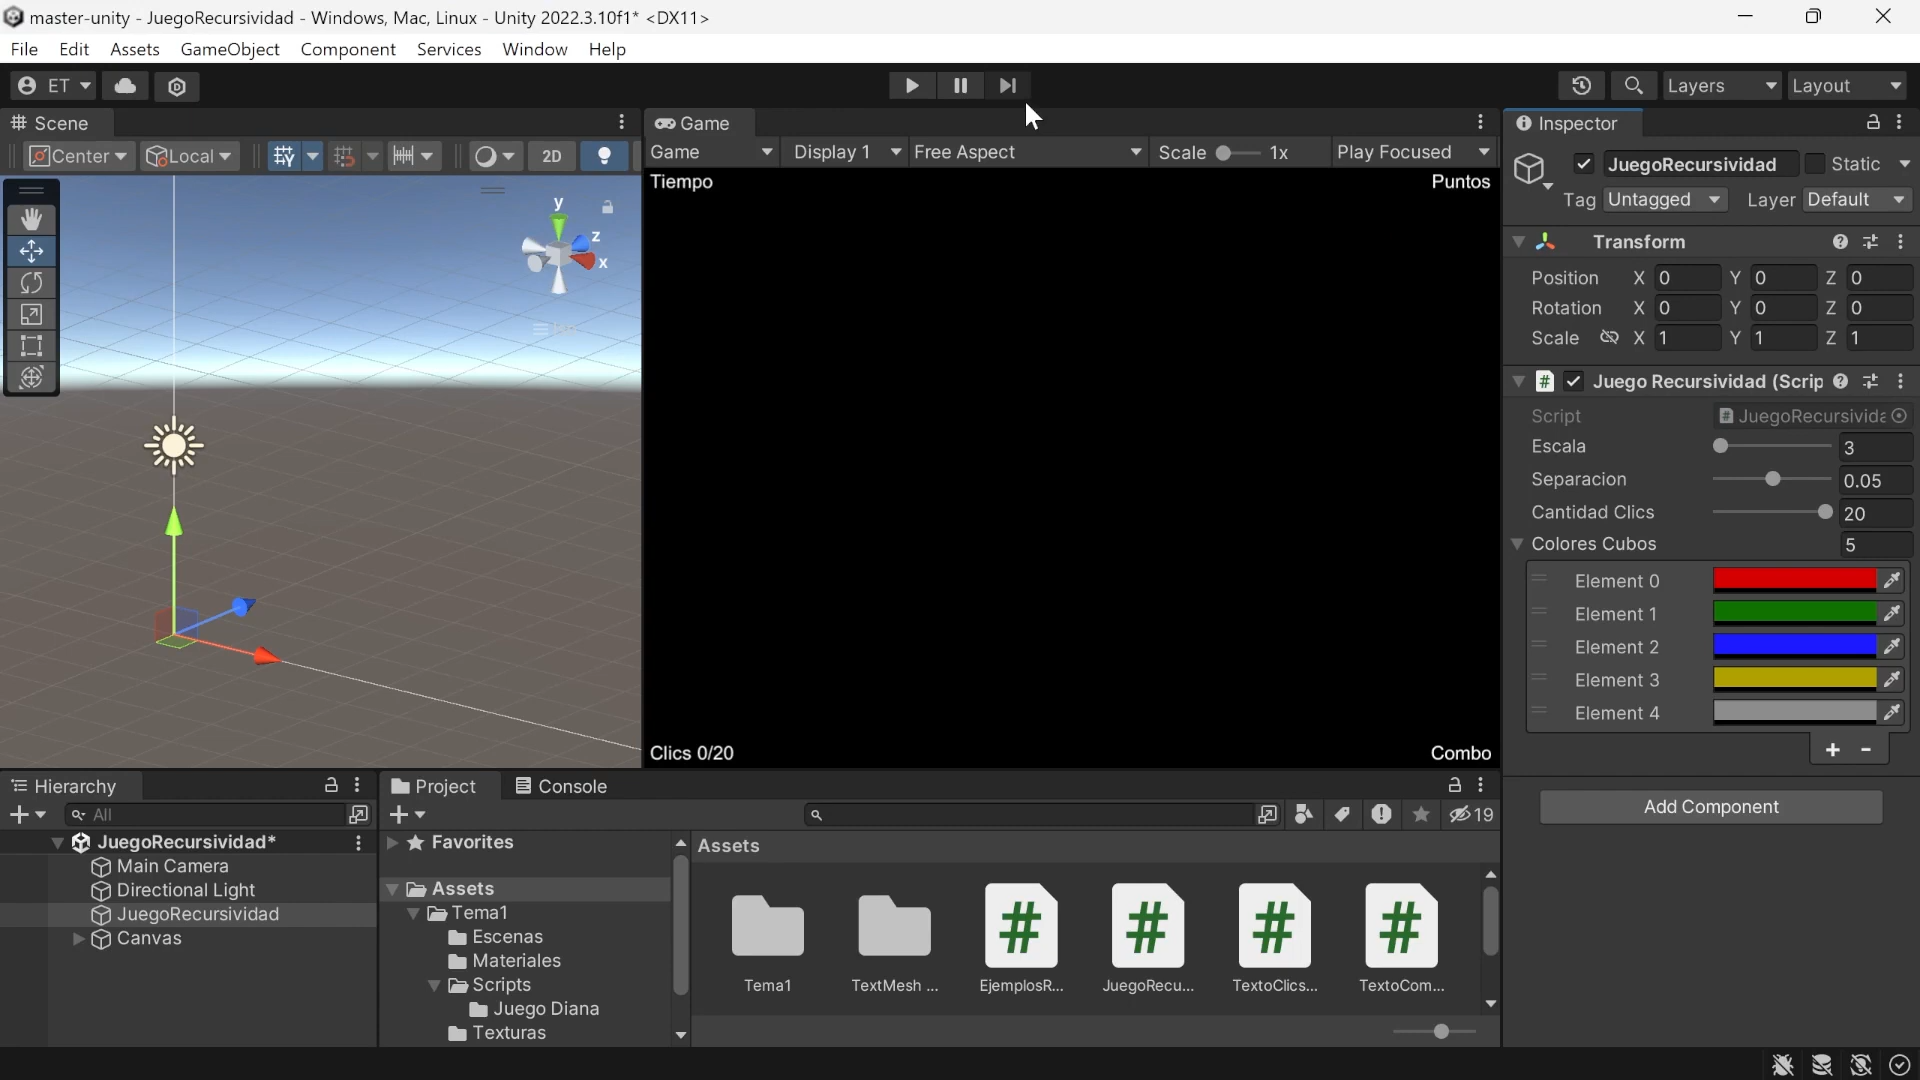 master-unity - JuegoRecursividad - Windows, Mac, Linux - Unity 2022.3.10f1* <DX11>
File Edit Assets GameObject Component Services Window Help
ET Layers Layout
Scene
Center Local 2D
y
z
x
Game
Game Display 1 Free Aspect Scale 1x Play Focused
Tiempo Puntos
Clics 0/20 Combo
Inspector
JuegoRecursividad Static
Tag Untagged Layer Default
Transform
Position X 0 Y 0 Z 0
Rotation X 0 Y 0 Z 0
Scale X 1 Y 1 Z 1
# Juego Recursividad (Scrip
Script JuegoRecursivida
Escala 3
Separacion 0.05
Cantidad Clics 20
Colores Cubos 5
Element 0
Element 1
Element 2
Element 3
Element 4
+ -
Add Component
Hierarchy
All
JuegoRecursividad*
Main Camera
Directional Light
JuegoRecursividad
Canvas
Project Console
19
Favorites
Assets
Tema1
Escenas
Materiales
Scripts
Juego Diana
Texturas
Assets
# # # #
Tema1 TextMesh ... EjemplosR... JuegoRecu... TextoClics... TextoCom...